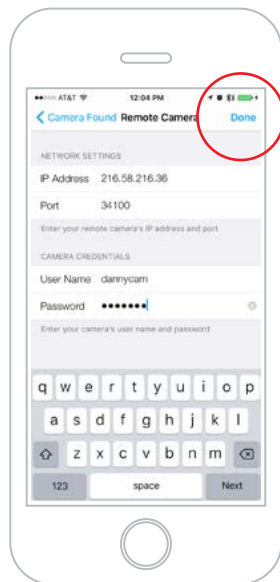 AT&T 12:04 PM
Camera Found Remote Camera Done
NETWORK SETTINGS
IP Address 216.58.216.36
Port 34100
Enter your remote camera's IP address and port
CAMERA CREDENTIALS
User Name dannycam
Password •••••••
Enter your camera's user name and password
q w e r t y u i o p
a s d f g h j k l
z x c v b n m
123 space Next